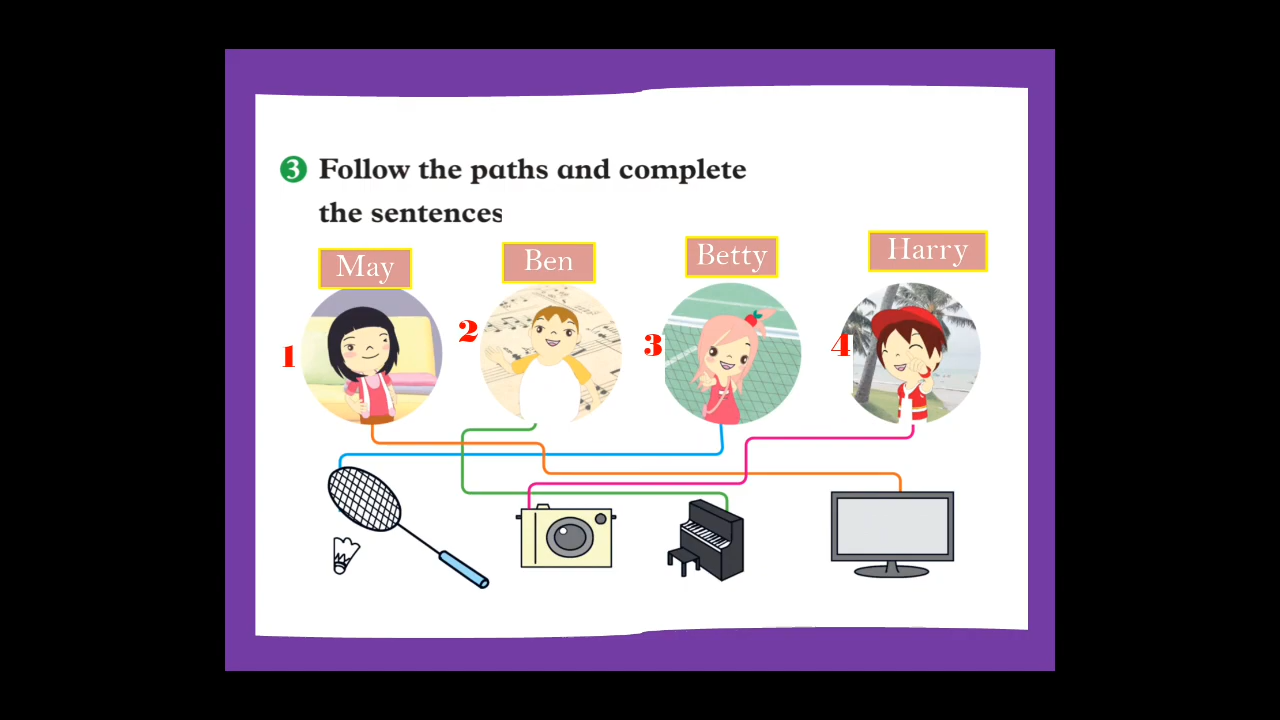 3 Follow the paths and complete
the sentences
May
Ben
Betty
Harry
1
2
3
4